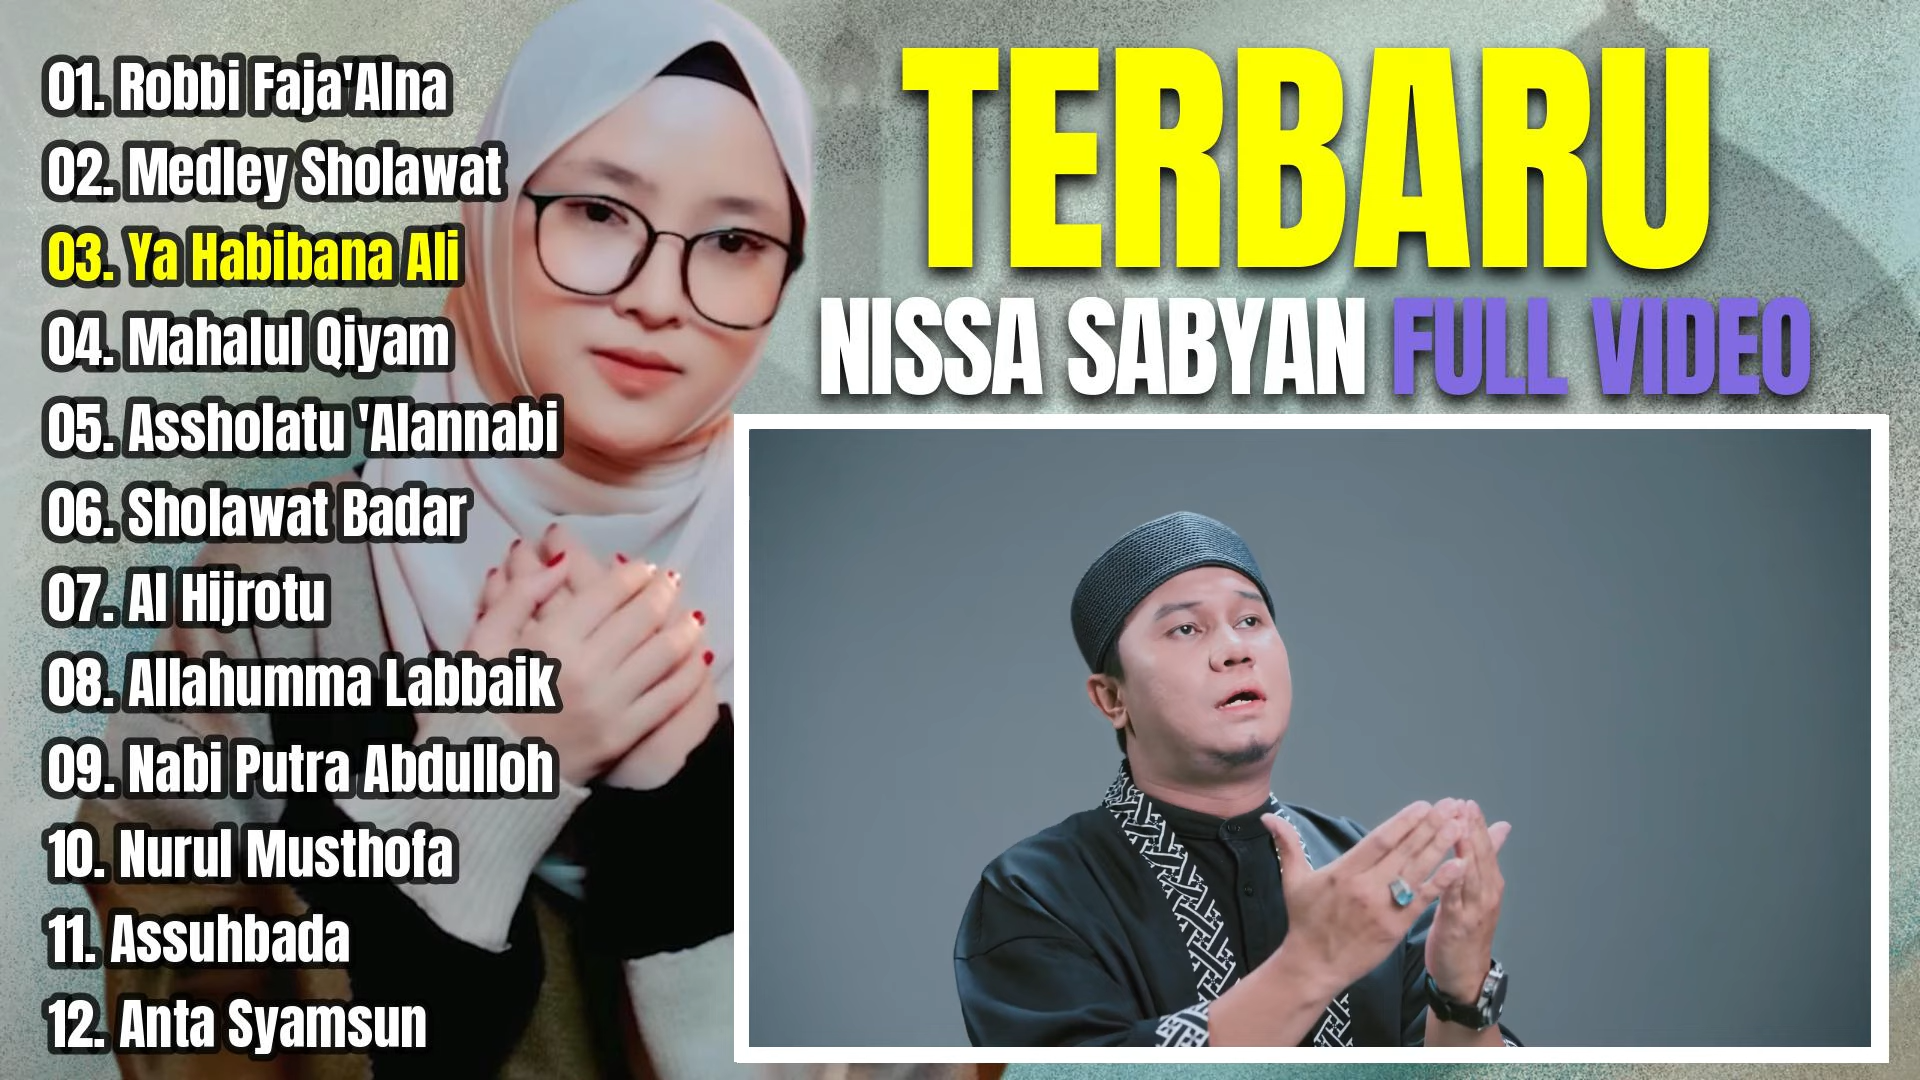 01. Robbi Faja'Alna
02. Medley Sholawat
03. Ya Habibana Ali
04. Mahalul Qiyam
05. Assholatu 'Alannabi
06. Sholawat Badar
07. Al Hijrotu
08. Allahumma Labbaik
09. Nabi Putra Abdulloh
10. Nurul Musthofa
11. Assuhbada
12. Anta Syamsun
TERBARU
NISSA SABYAN FULL VIDEO